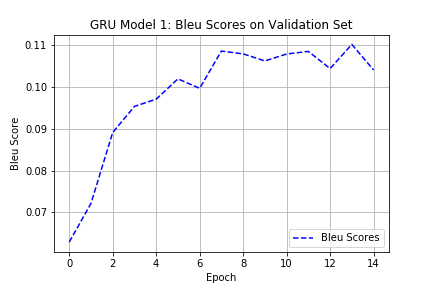 GRU Model 1: Bleu Scores on Validation Set
Bleu Score
0.11
0.10
0.09
0.08
0.07
0 2 4 6 8 10 12 14
Epoch
Bleu Scores